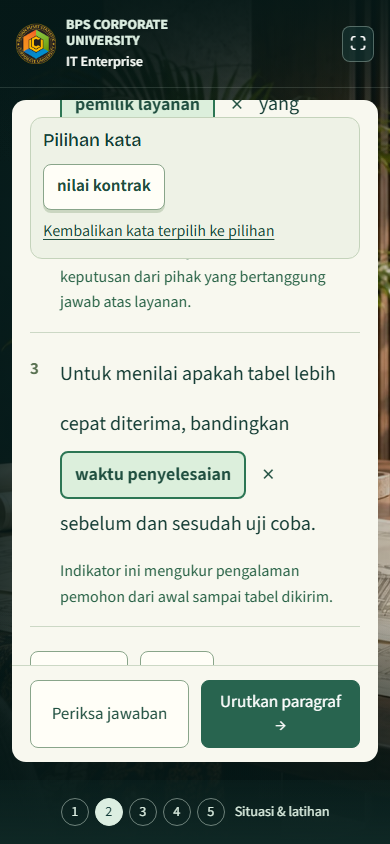 BPS CORPORATE
UNIVERSITY
IT Enterprise
pemilik layanan × yang
Pilihan kata
nilai kontrak
Kembalikan kata terpilih ke pilihan
keputusan dari pihak yang bertanggung
jawab atas layanan.
3
Untuk menilai apakah tabel lebih
cepat diterima, bandingkan
waktu penyelesaian ×
sebelum dan sesudah uji coba.
Indikator ini mengukur pengalaman
pemohon dari awal sampai tabel dikirim.
Periksa jawaban
Urutkan paragraf
→
1 2 3 4 5 Situasi & latihan